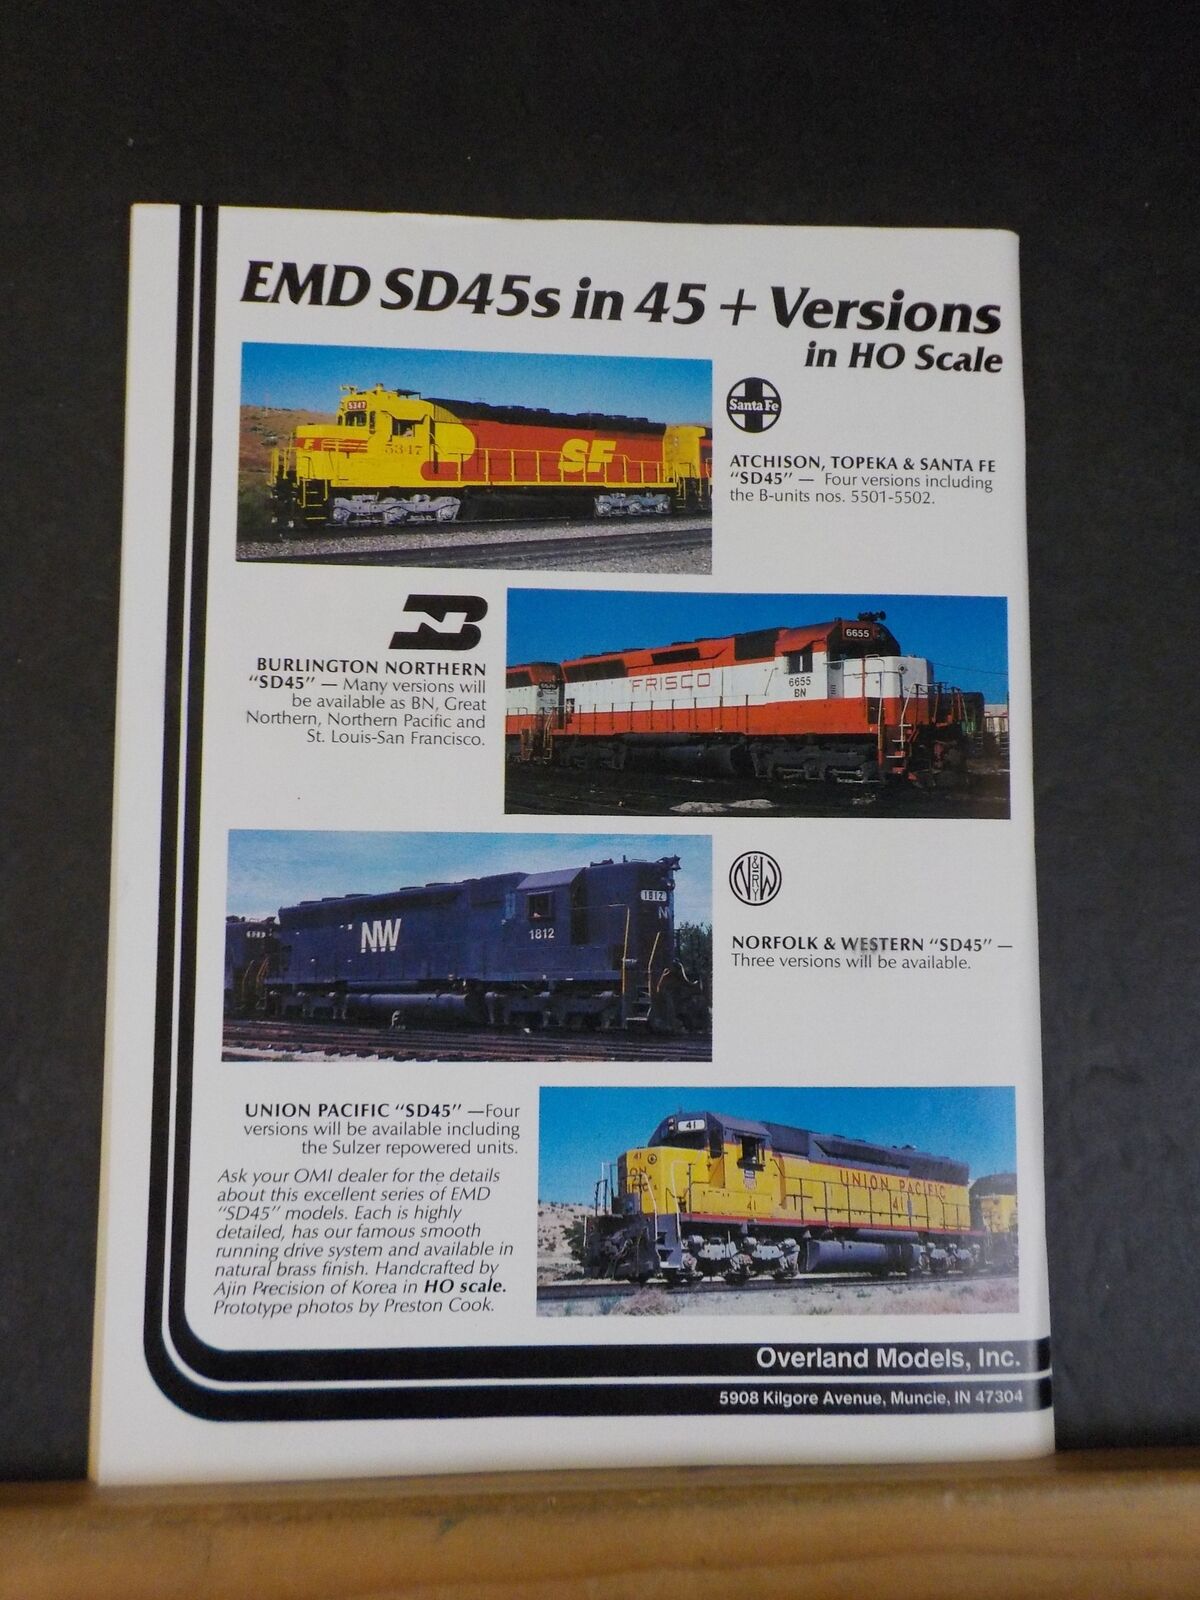 EMD SD45s in 45 + Versions
in HO Scale
5347
5347
SF
Santa Fe
ATCHISON, TOPEKA & SANTA FE
"SD45" — Four versions including
the B-units nos. 5501-5502.
BURLINGTON NORTHERN
"SD45" — Many versions will
be available as BN, Great
Northern, Northern Pacific and
St. Louis-San Francisco.
6655
FRISCO
6655
BN
NW
1812
1812
N
N&W
RY
NORFOLK & WESTERN "SD45" —
Three versions will be available.
UNION PACIFIC "SD45" —Four
versions will be available including
the Sulzer repowered units.
Ask your OMI dealer for the details
about this excellent series of EMD
"SD45" models. Each is highly
detailed, has our famous smooth
running drive system and available in
natural brass finish. Handcrafted by
Ajin Precision of Korea in HO scale.
Prototype photos by Preston Cook.
41
41
UNION PACIFIC
41
41
Overland Models, Inc.
5908 Kilgore Avenue, Muncie, IN 47304